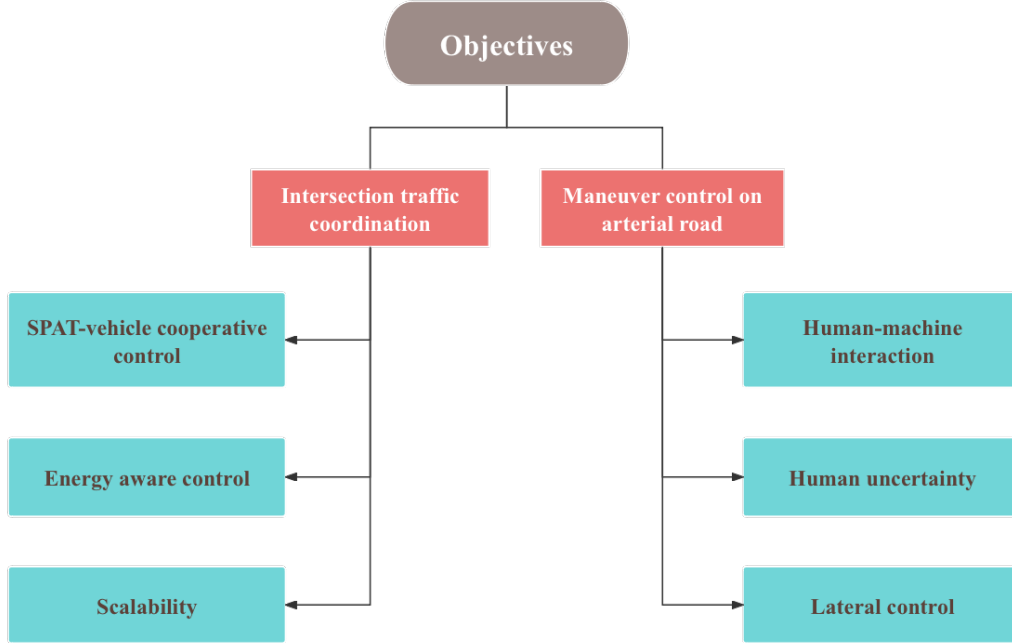 Objectives
Intersection traffic
coordination
Maneuver control on
arterial road
SPAT-vehicle cooperative
control
Human-machine
interaction
Energy aware control
Human uncertainty
Scalability
Lateral control